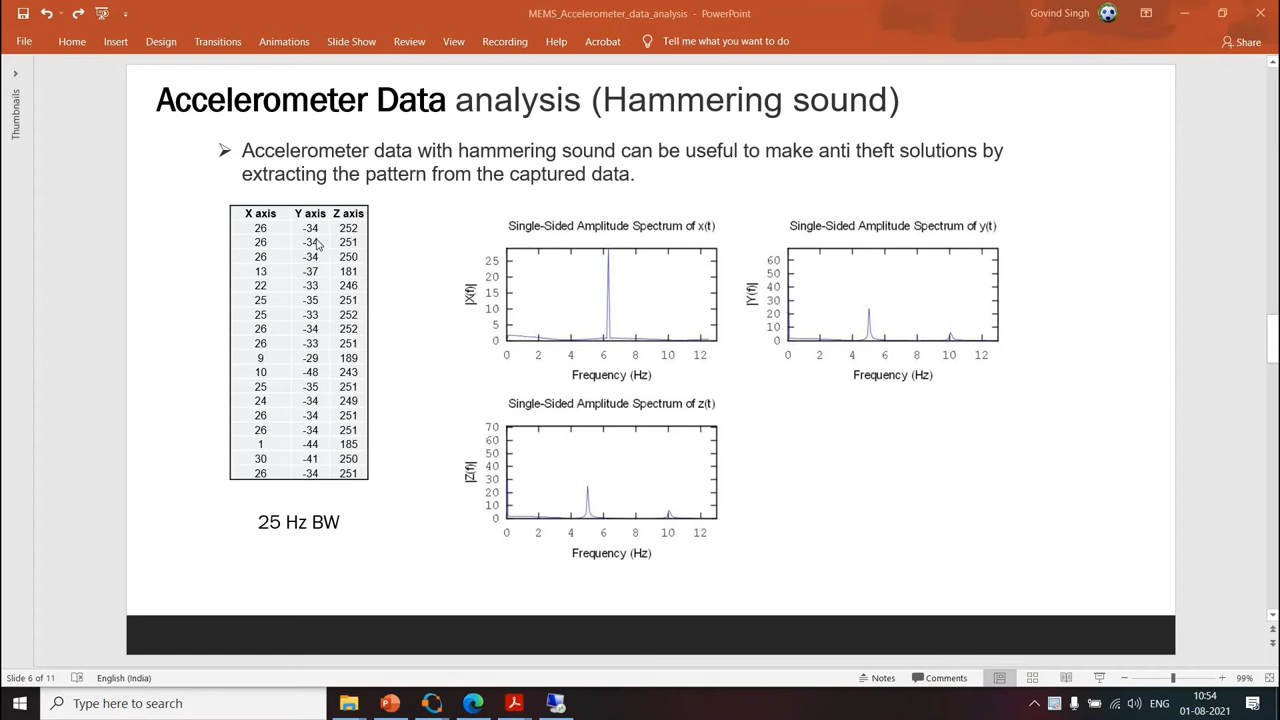 MEMS_Accelerometer_data_analysis - PowerPoint
Govind Singh
File Home Insert Design Transitions Animations Slide Show Review View Recording Help Acrobat Tell me what you want to do Share
Thumbnails
Accelerometer Data analysis (Hammering sound)
Accelerometer data with hammering sound can be useful to make anti theft solutions by
extracting the pattern from the captured data.
X axis Y axis Z axis
26 -34 252
26 -34 251
26 -34 250
13 -37 181
22 -33 246
25 -35 251
25 -33 252
26 -34 251
26 -33 251
9 -29 189
10 -48 243
25 -35 251
24 -34 249
26 -34 251
26 -34 251
1 -44 185
30 -41 250
26 -34 251
25 Hz BW
Single-Sided Amplitude Spectrum of x(t)
|X(f)|
25
20
15
10
5
0
0 2 4 6 8 10 12
Frequency (Hz)
Single-Sided Amplitude Spectrum of y(t)
|Y(f)|
60
50
40
30
20
10
0
0 2 4 6 8 10 12
Frequency (Hz)
Single-Sided Amplitude Spectrum of z(t)
|Z(f)|
70
60
50
40
30
20
10
0
0 2 4 6 8 10 12
Frequency (Hz)
Slide 6 of 11 English (India) Notes Comments 99%
Type here to search
ENG
10:54
01-08-2021